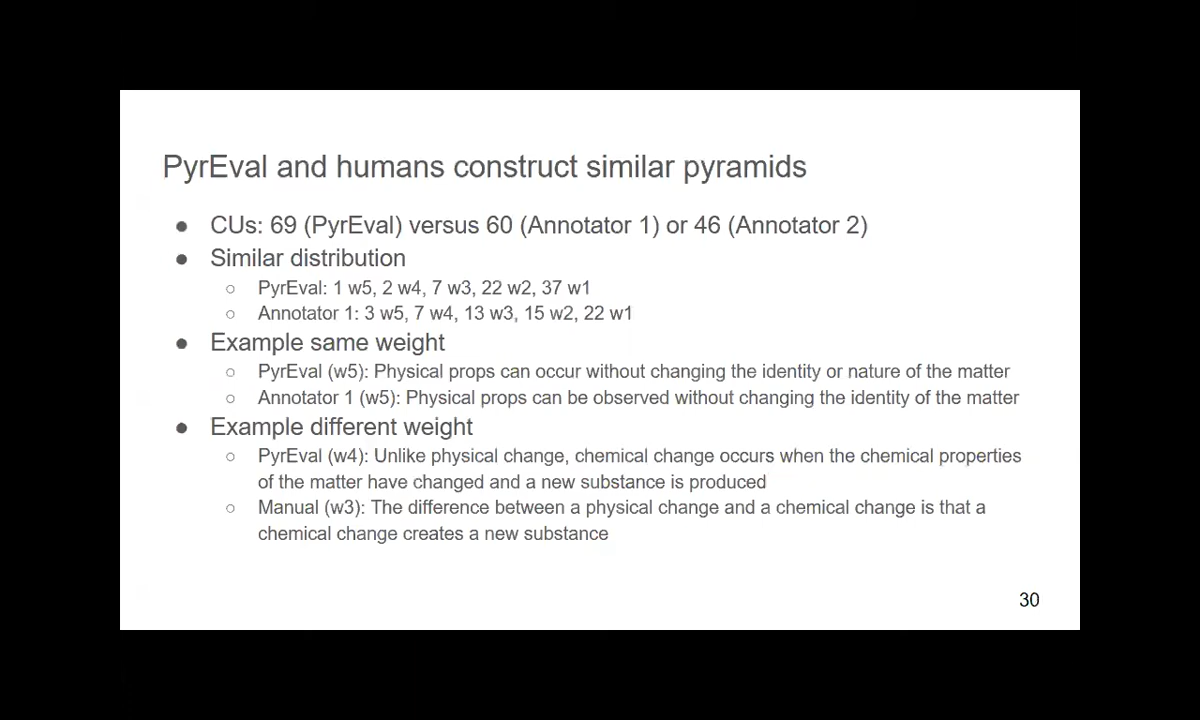 PyrEval and humans construct similar pyramids
● CUs: 69 (PyrEval) versus 60 (Annotator 1) or 46 (Annotator 2)
● Similar distribution
○ PyrEval: 1 w5, 2 w4, 7 w3, 22 w2, 37 w1
○ Annotator 1: 3 w5, 7 w4, 13 w3, 15 w2, 22 w1
● Example same weight
○ PyrEval (w5): Physical props can occur without changing the identity or nature of the matter
○ Annotator 1 (w5): Physical props can be observed without changing the identity of the matter
● Example different weight
○ PyrEval (w4): Unlike physical change, chemical change occurs when the chemical properties
of the matter have changed and a new substance is produced
○ Manual (w3): The difference between a physical change and a chemical change is that a
chemical change creates a new substance
30